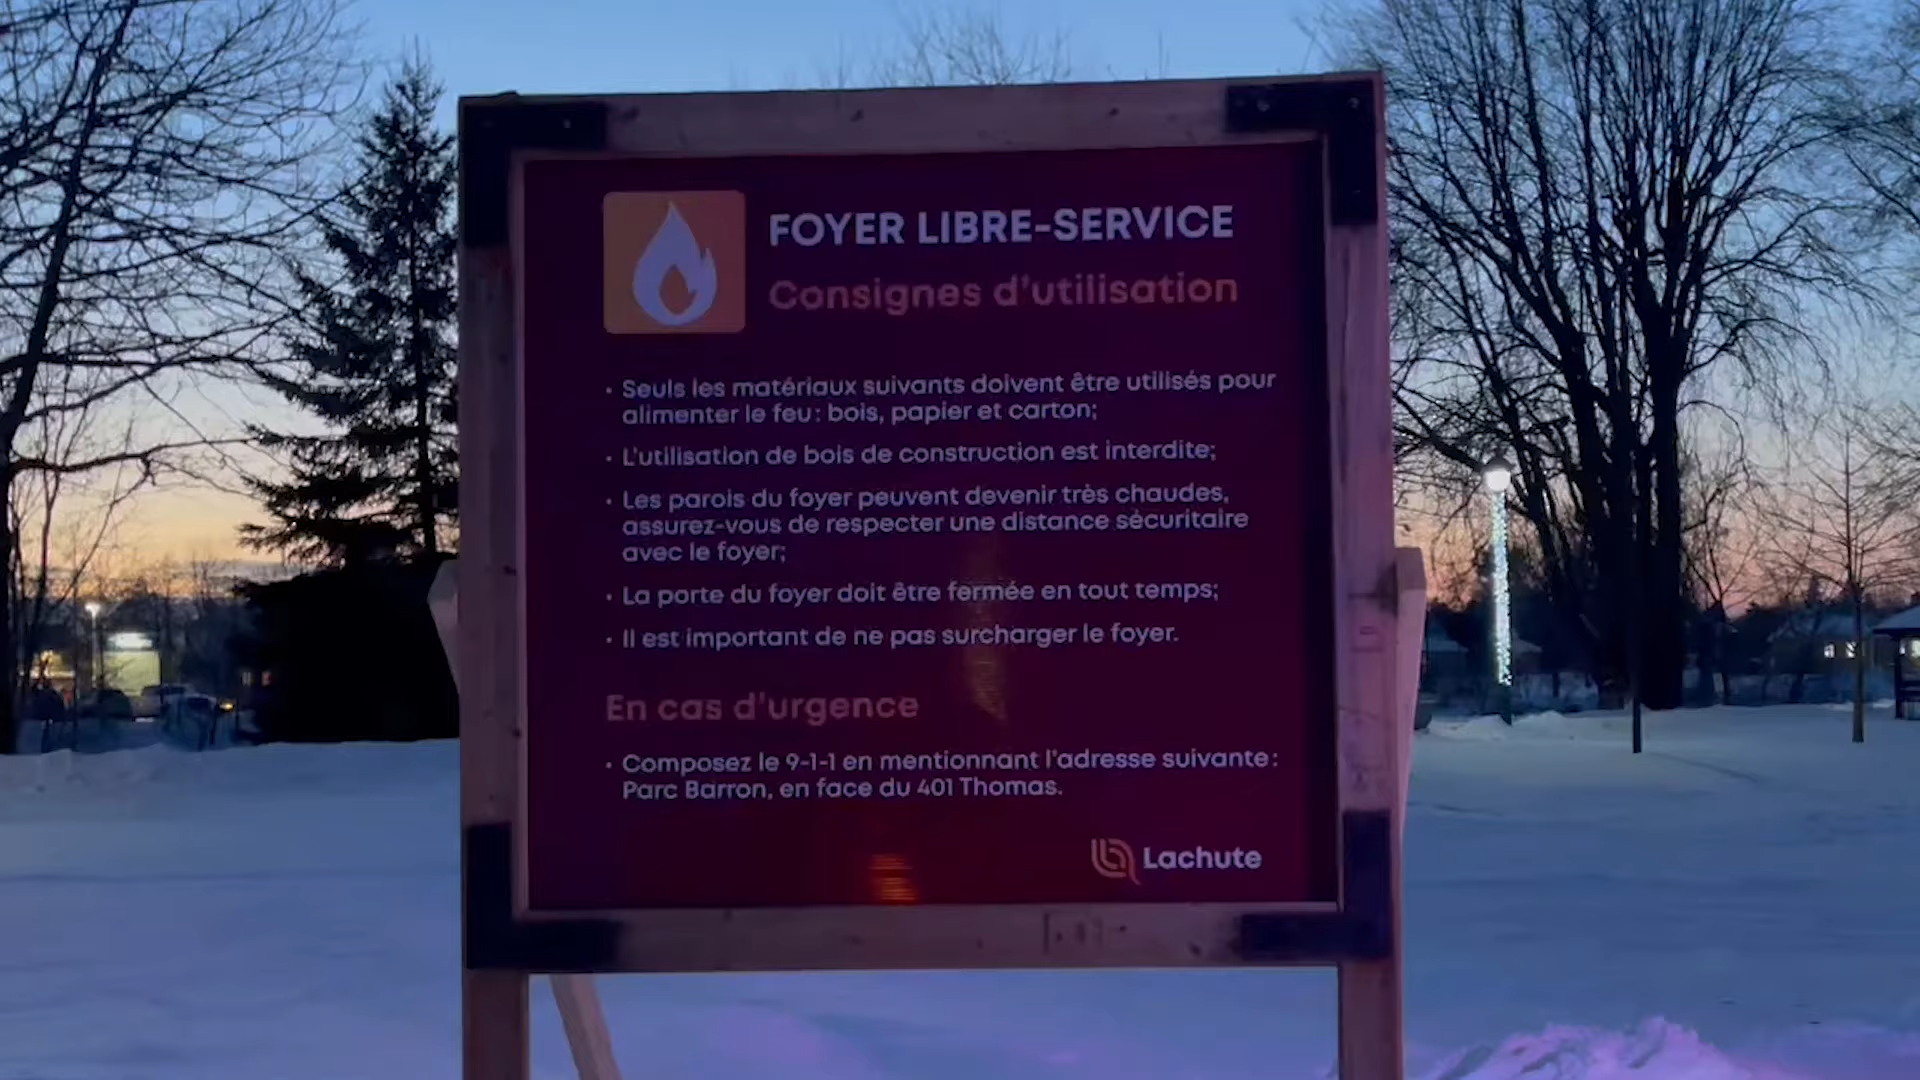 FOYER LIBRE-SERVICE
Consignes d'utilisation
• Seuls les matériaux suivants doivent être utilisés pour
alimenter le feu : bois, papier et carton;
• L'utilisation de bois de construction est interdite;
• Les parois du foyer peuvent devenir très chaudes,
assurez-vous de respecter une distance sécuritaire
avec le foyer;
• La porte du foyer doit être fermée en tout temps;
• Il est important de ne pas surcharger le foyer.
En cas d'urgence
• Composez le 9-1-1 en mentionnant l'adresse suivante :
Parc Barron, en face du 401 Thomas.
Lachute